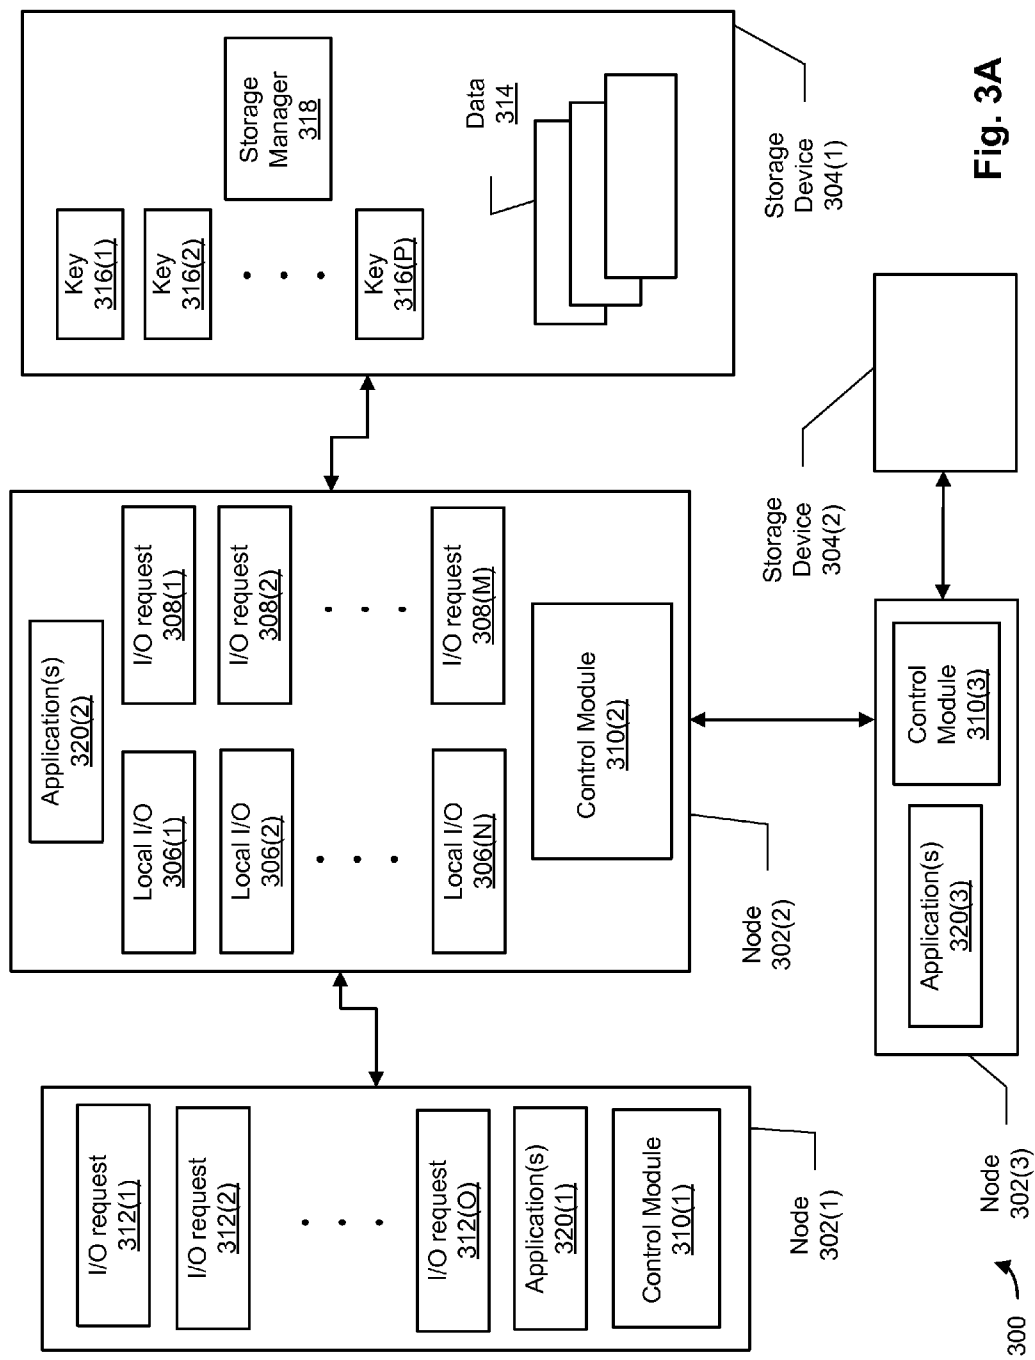 I/O request
312(1)
I/O request
312(2)
. . .
I/O request
312(O)
Application(s)
320(1)
Control Module
310(1)
Node
302(1)
Application(s)
320(2)
Local I/O
306(1)
I/O request
308(1)
Local I/O
306(2)
I/O request
308(2)
. . .
. . .
Local I/O
306(N)
I/O request
308(M)
Control Module
310(2)
Node
302(2)
Key
316(1)
Key
316(2)
. . .
Key
316(P)
Storage
Manager
318
Data
314
Storage
Device
304(1)
Application(s)
320(3)
Control
Module
310(3)
Node
302(3)
Storage
Device
304(2)
300
Fig. 3A